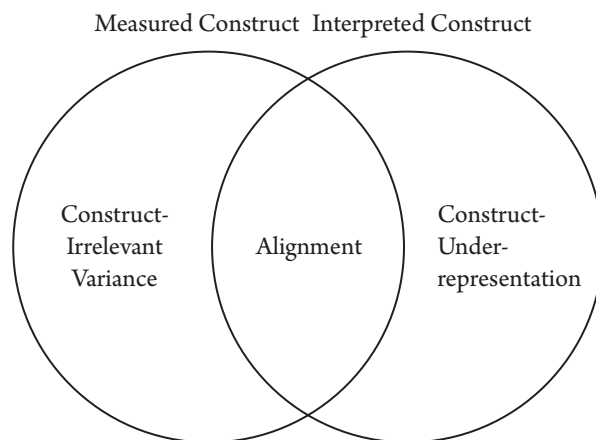 Measured Construct Interpreted Construct
Construct-
Irrelevant
Variance
Alignment
Construct-
Under-
representation